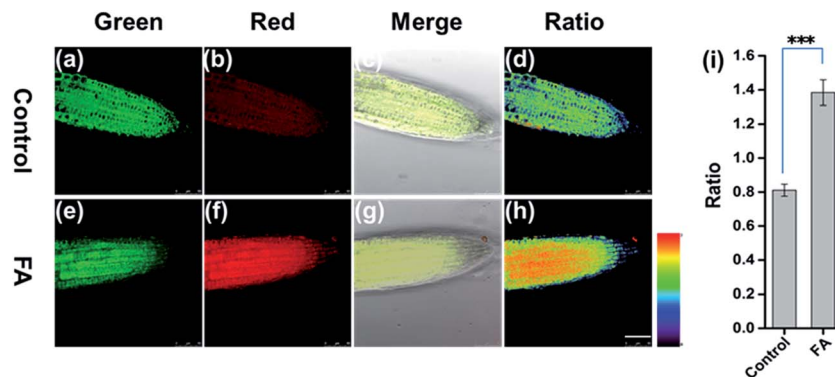 Green Red Merge Ratio
Control
(a) (b) (c) (d)
FA
(e) (f) (g) (h)
(i)
***
Ratio
1.6
1.4
1.2
1.0
0.8
0.6
0.4
0.2
0.0
Control FA